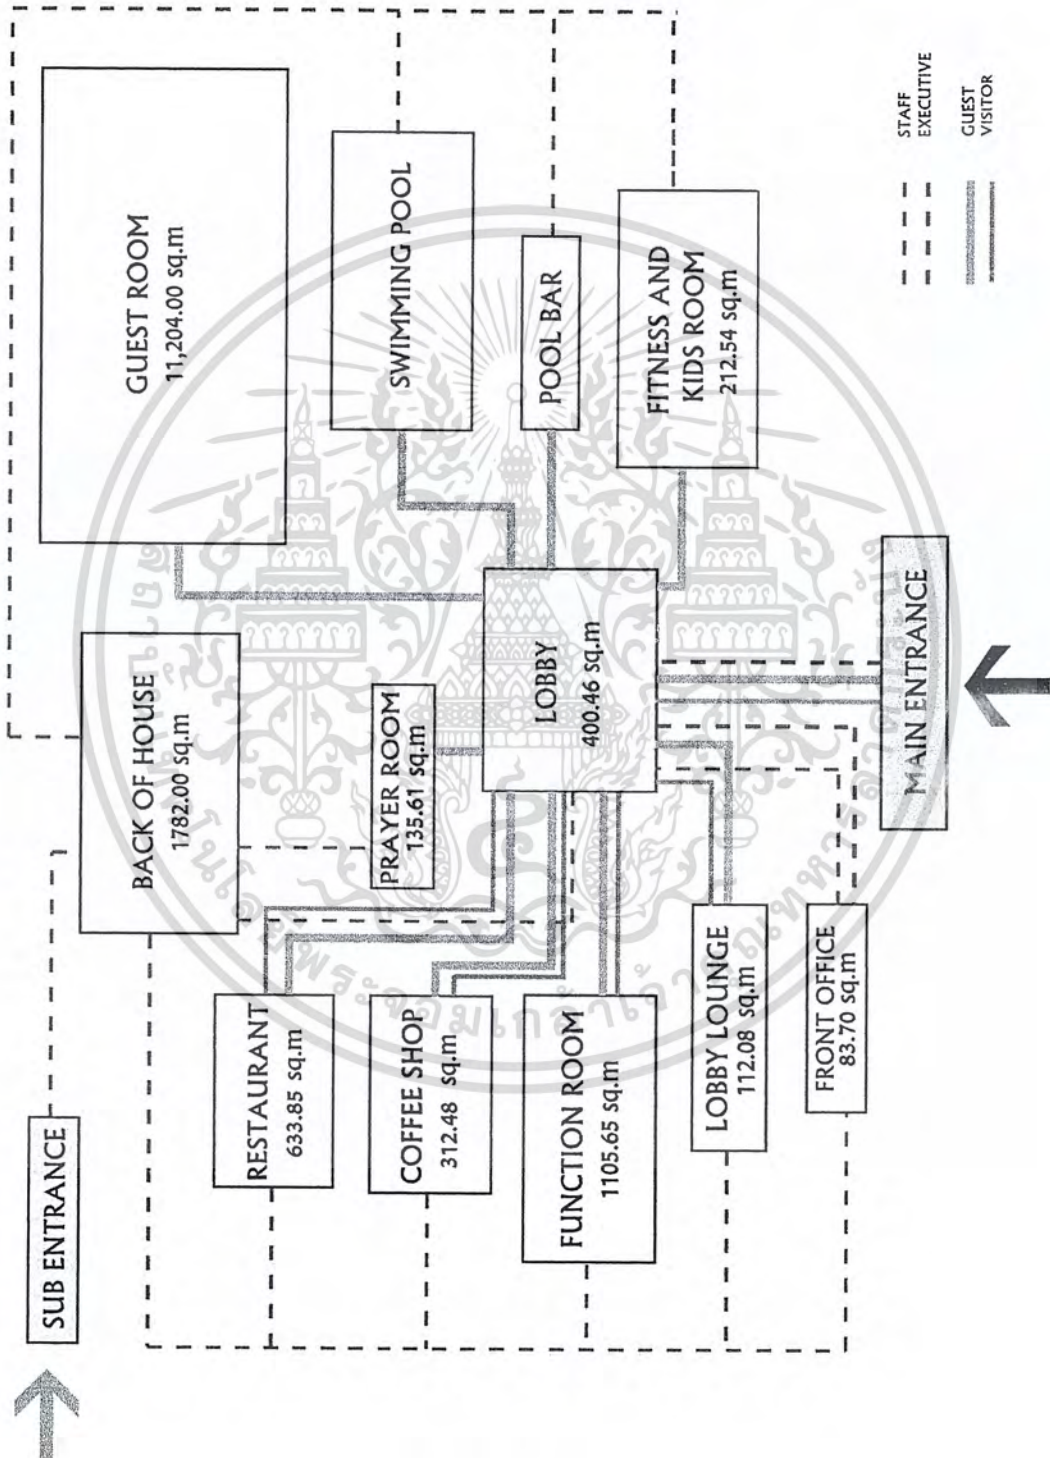 SUB ENTRANCE
BACK OF HOUSE
1782.00 sq.m
GUEST ROOM
11,204.00 sq.m
RESTAURANT
633.85 sq.m
COFFEE SHOP
312.48 sq.m
PRAYER ROOM
135.61 sq.m
SWIMMING POOL
FUNCTION ROOM
1105.65 sq.m
LOBBY
400.46 sq.m
POOL BAR
LOBBY LOUNGE
112.08 sq.m
FITNESS AND
KIDS ROOM
212.54 sq.m
FRONT OFFICE
83.70 sq.m
MAIN ENTRANCE
STAFF
EXECUTIVE
GUEST
VISITOR